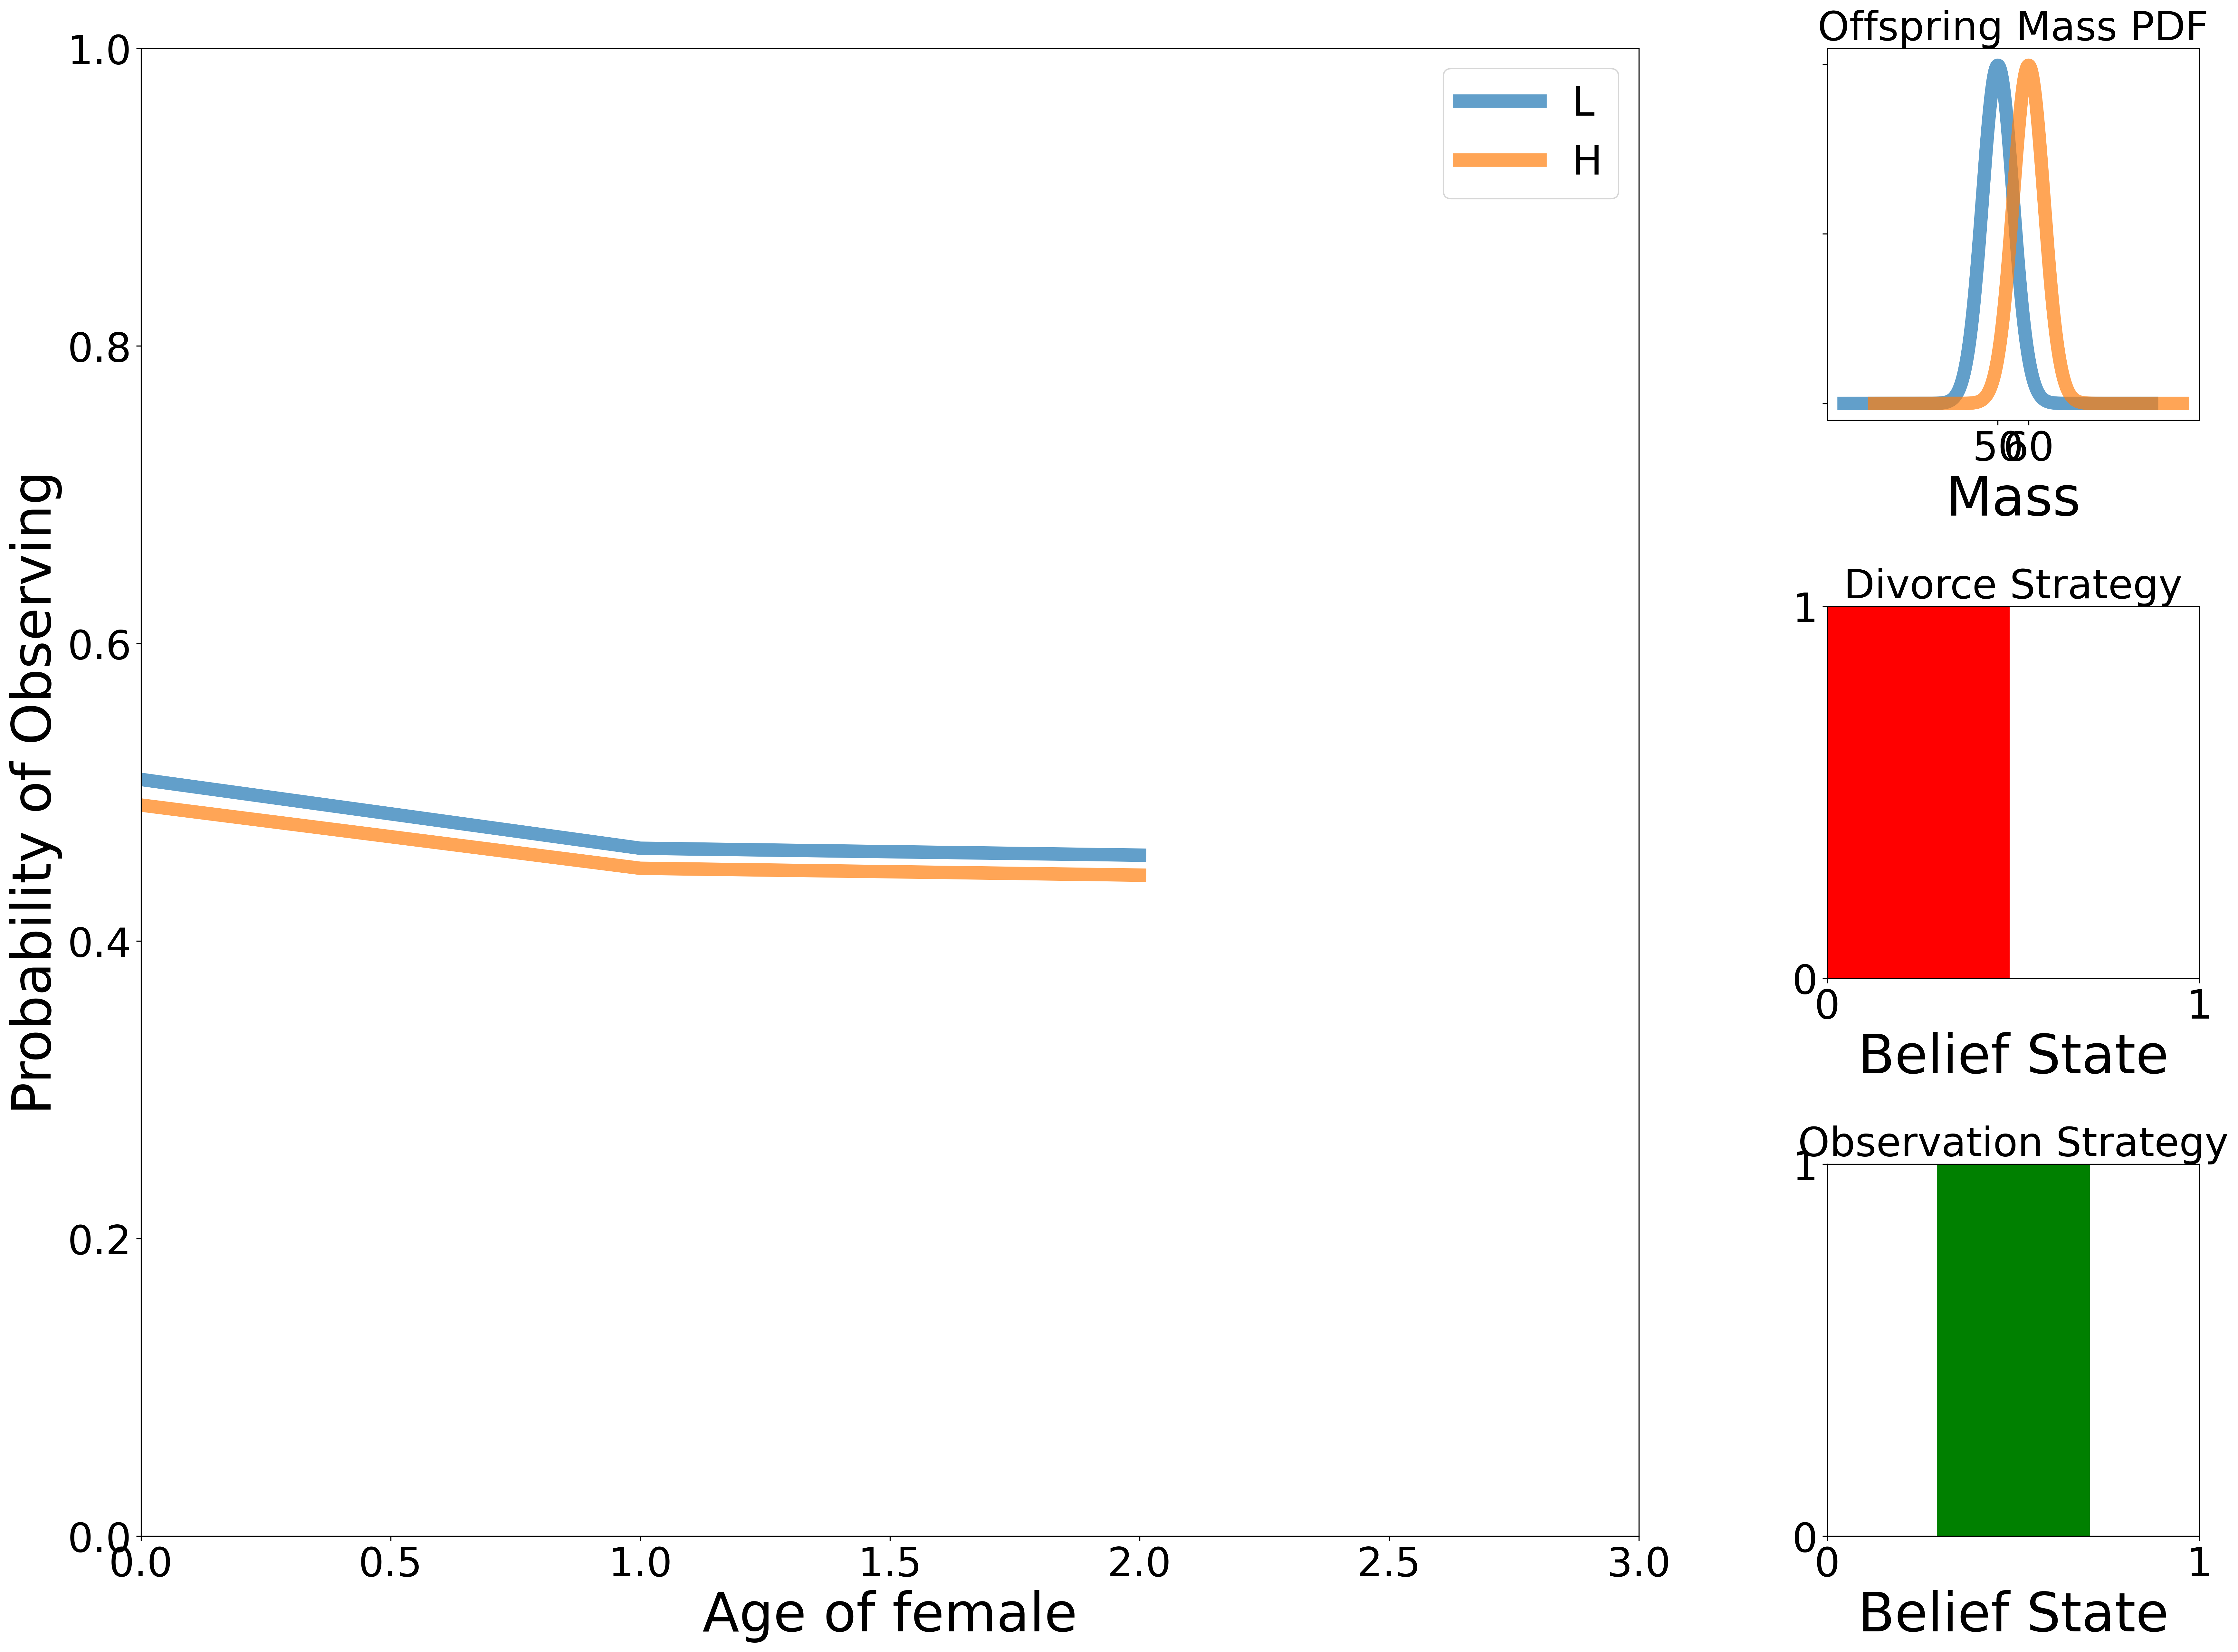 Probability of Observing
1.0
0.8
0.6
0.4
0.2
0.0
0.0 0.5 1.0 1.5 2.0 2.5 3.0
Age of female
L
H
Offspring Mass PDF
50 60
Mass
Divorce Strategy
1
0
0 1
Belief State
Observation Strategy
1
0
0 1
Belief State